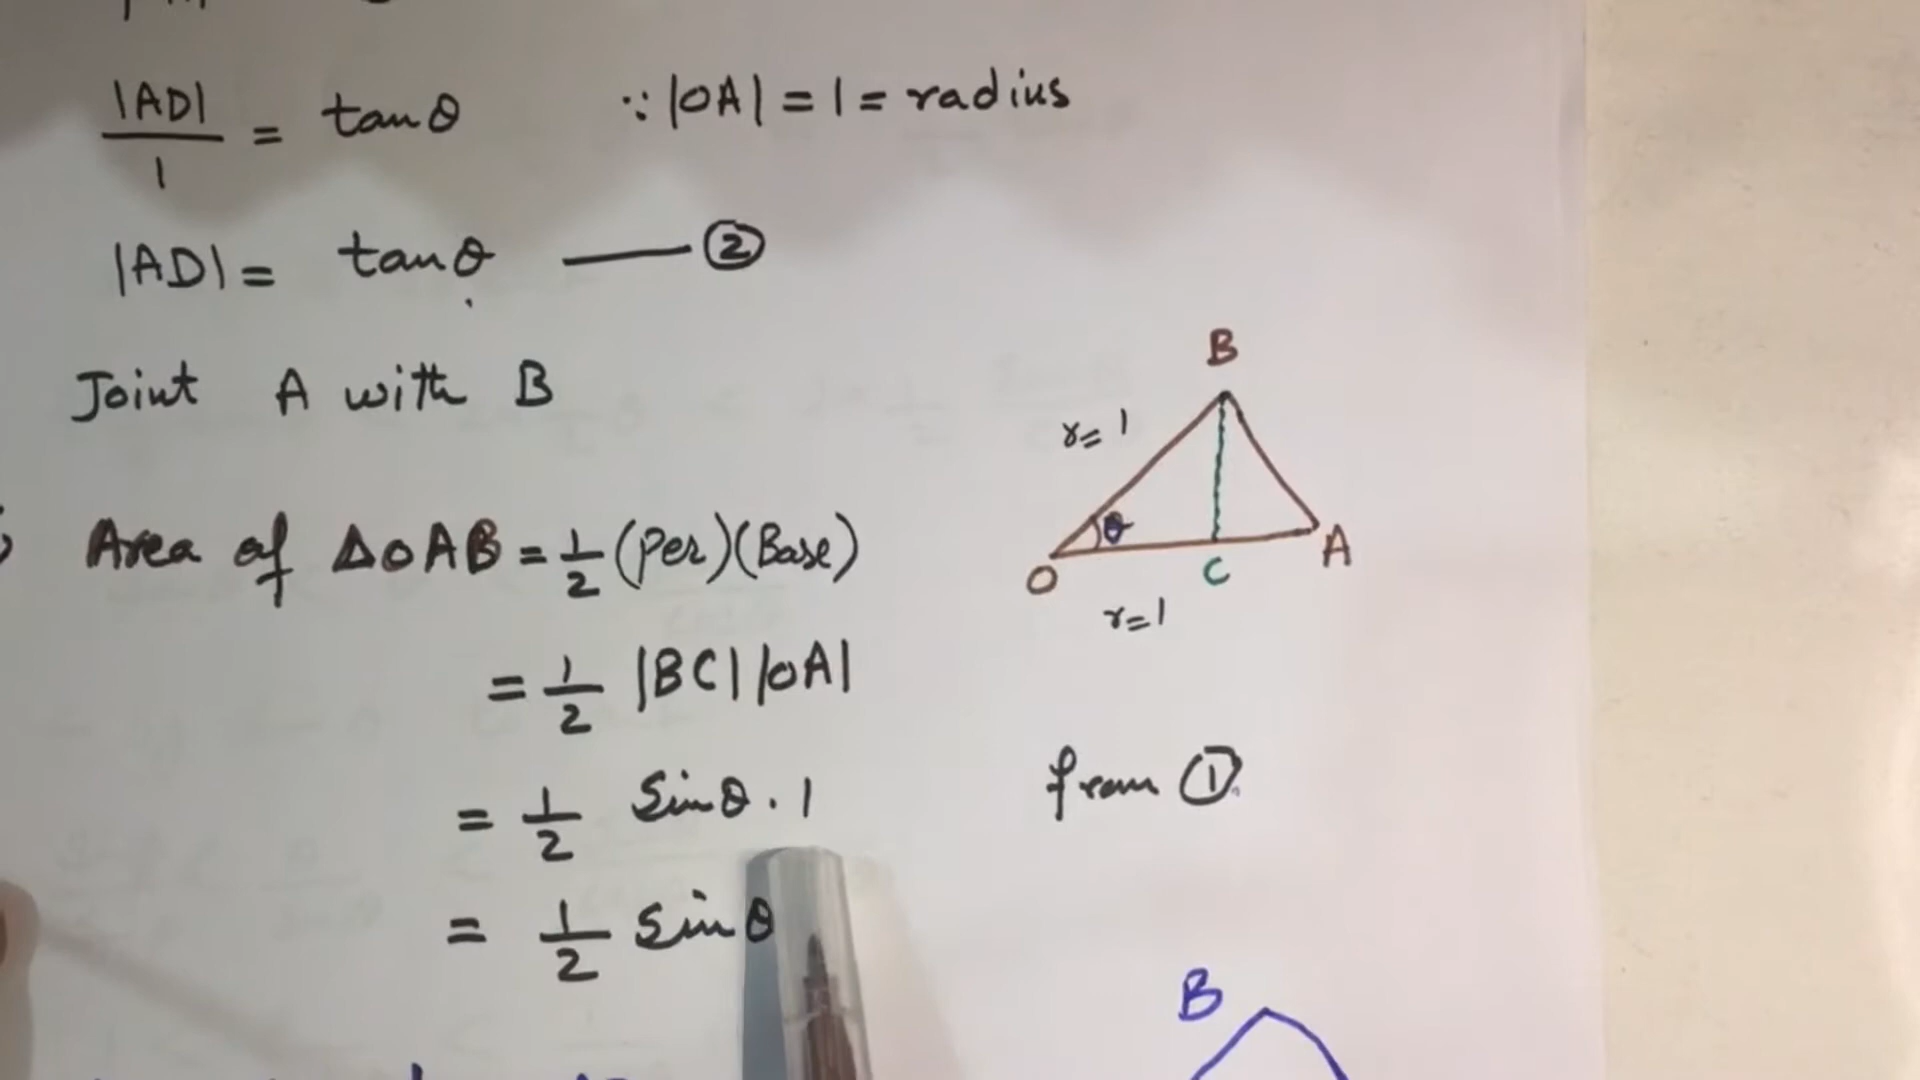 |AD|/1 = tanθ ∵ |OA| = 1 = radius
|AD| = tanθ —— ②
Joint A with B
Area of ΔOAB = 1/2 (Per)(Base)
= 1/2 |BC| |OA|
= 1/2 Sinθ . 1 from ①
= 1/2 Sinθ
B
r = 1
θ
O C A
r = 1
B